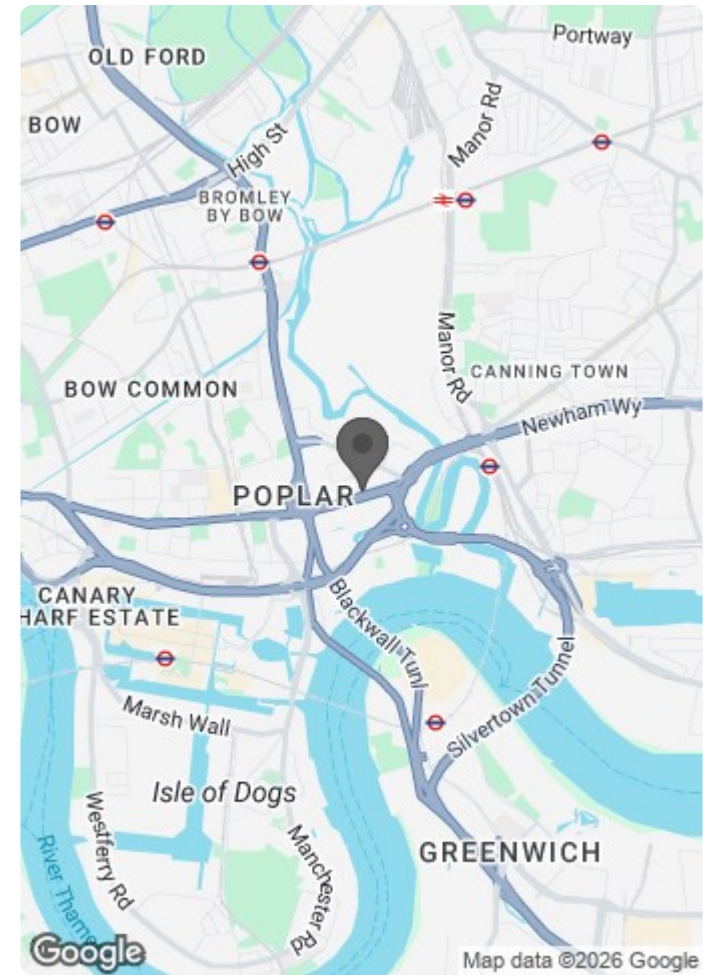 Portway
OLD FORD
Manor Rd
BOW
High St
BROMLEY
BY BOW
Manor Rd
CANNING TOWN
BOW COMMON
Newham Wy
POPLAR
CANARY
HARF ESTATE
Blackwall Tunl
Silvertown Tunnel
Marsh Wall
Isle of Dogs
Westferry Rd
Manchester Rd
GREENWICH
River Thame
Google
Map data ©2026 Google